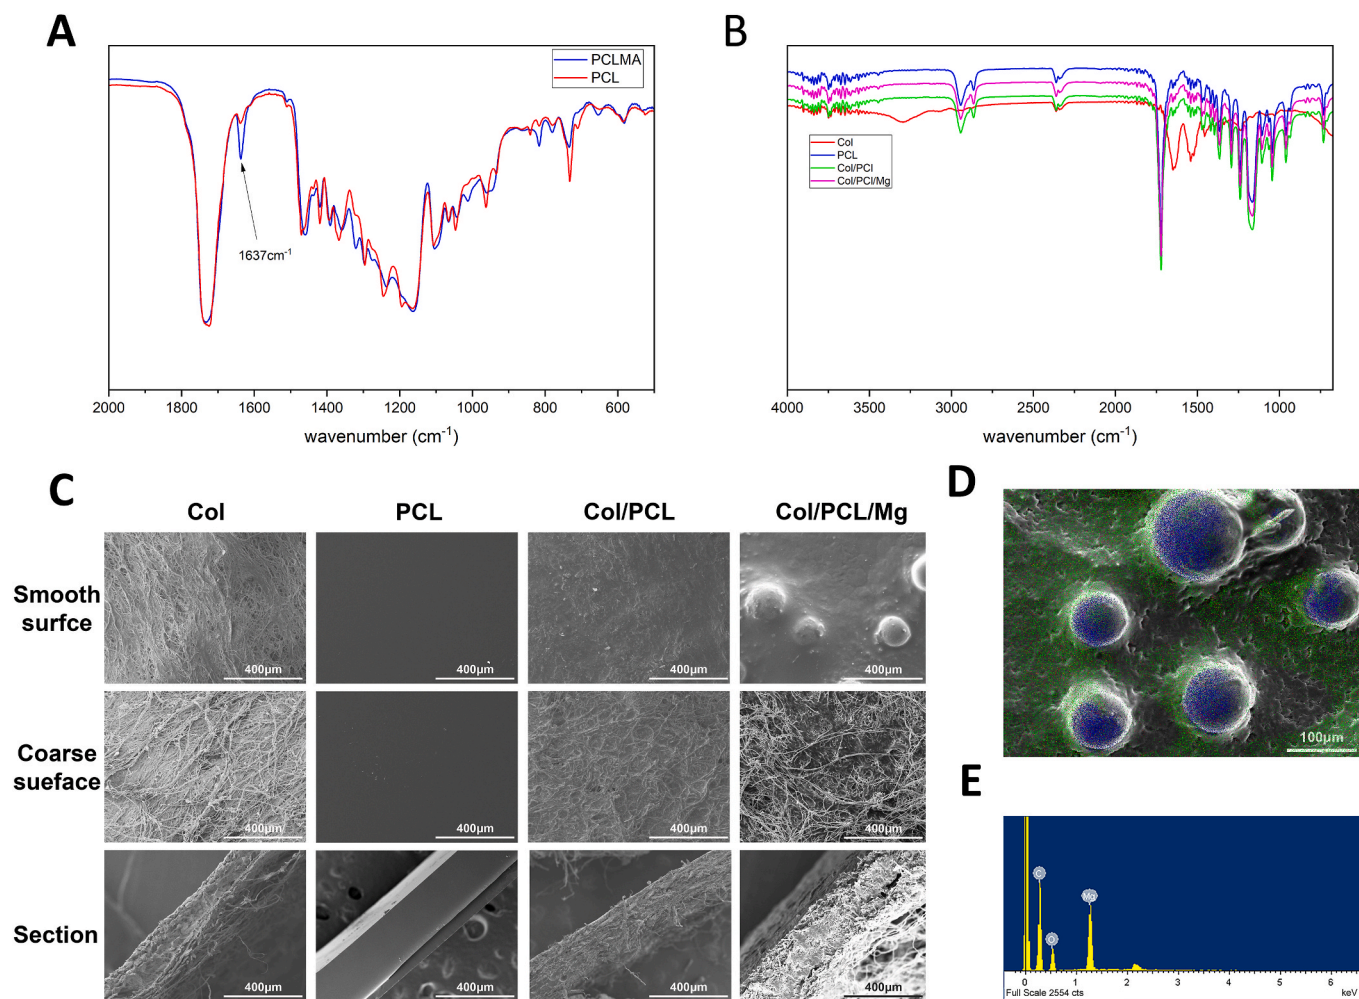 A
PCLMA
PCL
1637cm⁻¹
2000 1800 1600 1400 1200 1000 800 600
wavenumber (cm⁻¹)
B
Col
PCL
Col/PCl
Col/PCl/Mg
4000 3500 3000 2500 2000 1500 1000
wavenumber (cm⁻¹)
C
Col PCL Col/PCL Col/PCL/Mg
Smooth
surfce
400μm 400μm 400μm 400μm
Coarse
sueface
400μm 400μm 400μm 400μm
Section
400μm 400μm 400μm 400μm
D
100μm
E
C
O
Mg
0 1 2 3 4 5 6
Full Scale 2554 cts keV